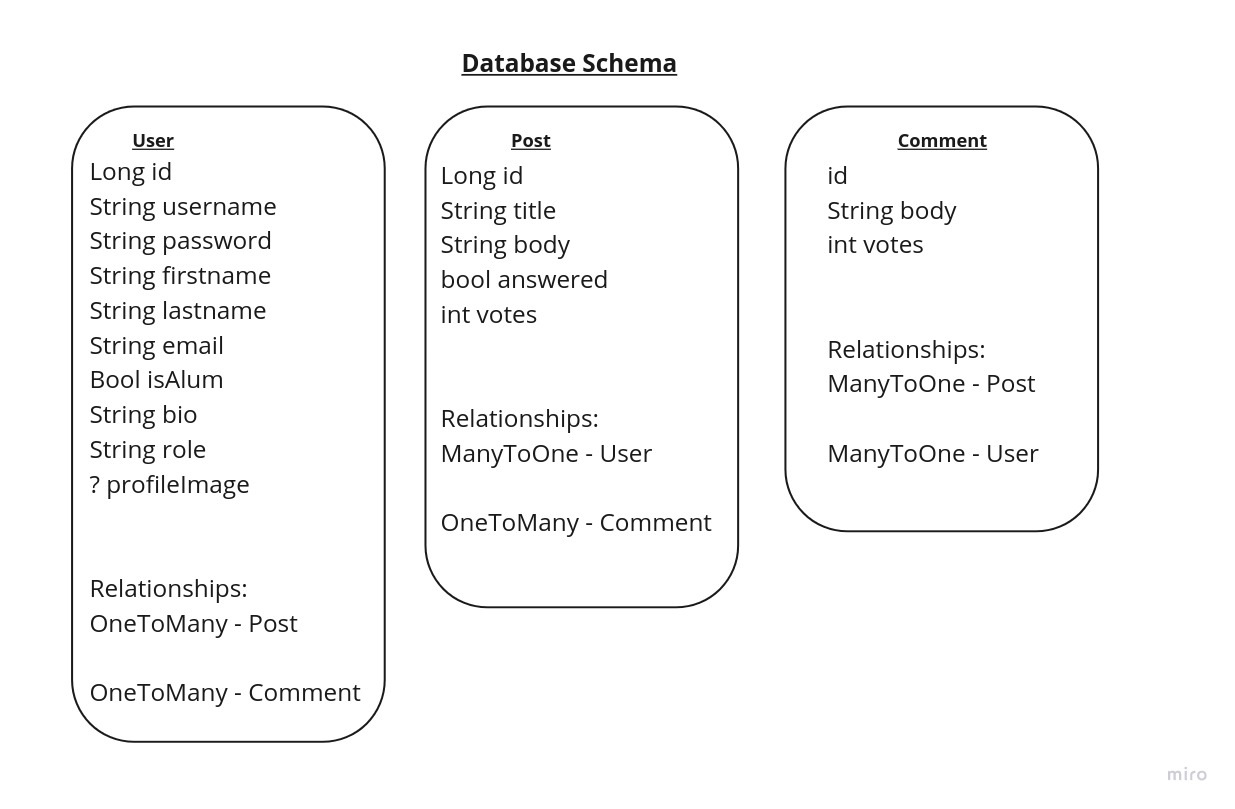 Database Schema
User
Long id
String username
String password
String firstname
String lastname
String email
Bool isAlum
String bio
String role
? profileImage
Relationships:
OneToMany - Post
OneToMany - Comment
Post
Long id
String title
String body
bool answered
int votes
Relationships:
ManyToOne - User
OneToMany - Comment
Comment
id
String body
int votes
Relationships:
ManyToOne - Post
ManyToOne - User
miro